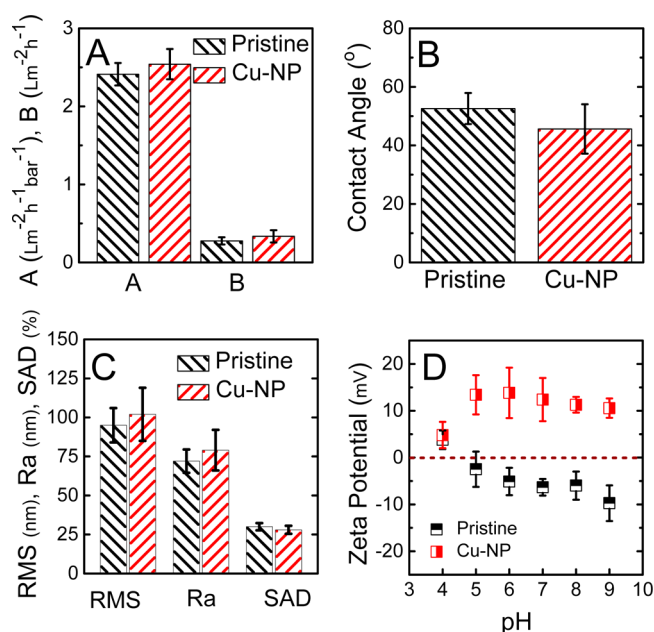 A
Pristine
Cu-NP
A (Lm⁻²h⁻¹bar⁻¹), B (Lm⁻²h⁻¹)
3
2
1
0
A B
B
Contact Angle (⁰)
80
60
40
20
0
Pristine Cu-NP
C
Pristine
Cu-NP
RMS (nm), Ra (nm), SAD (%)
150
125
100
75
50
25
0
RMS Ra SAD
D
Zeta Potential (mv)
20
10
0
-10
-20
Pristine
Cu-NP
3 4 5 6 7 8 9 10
pH